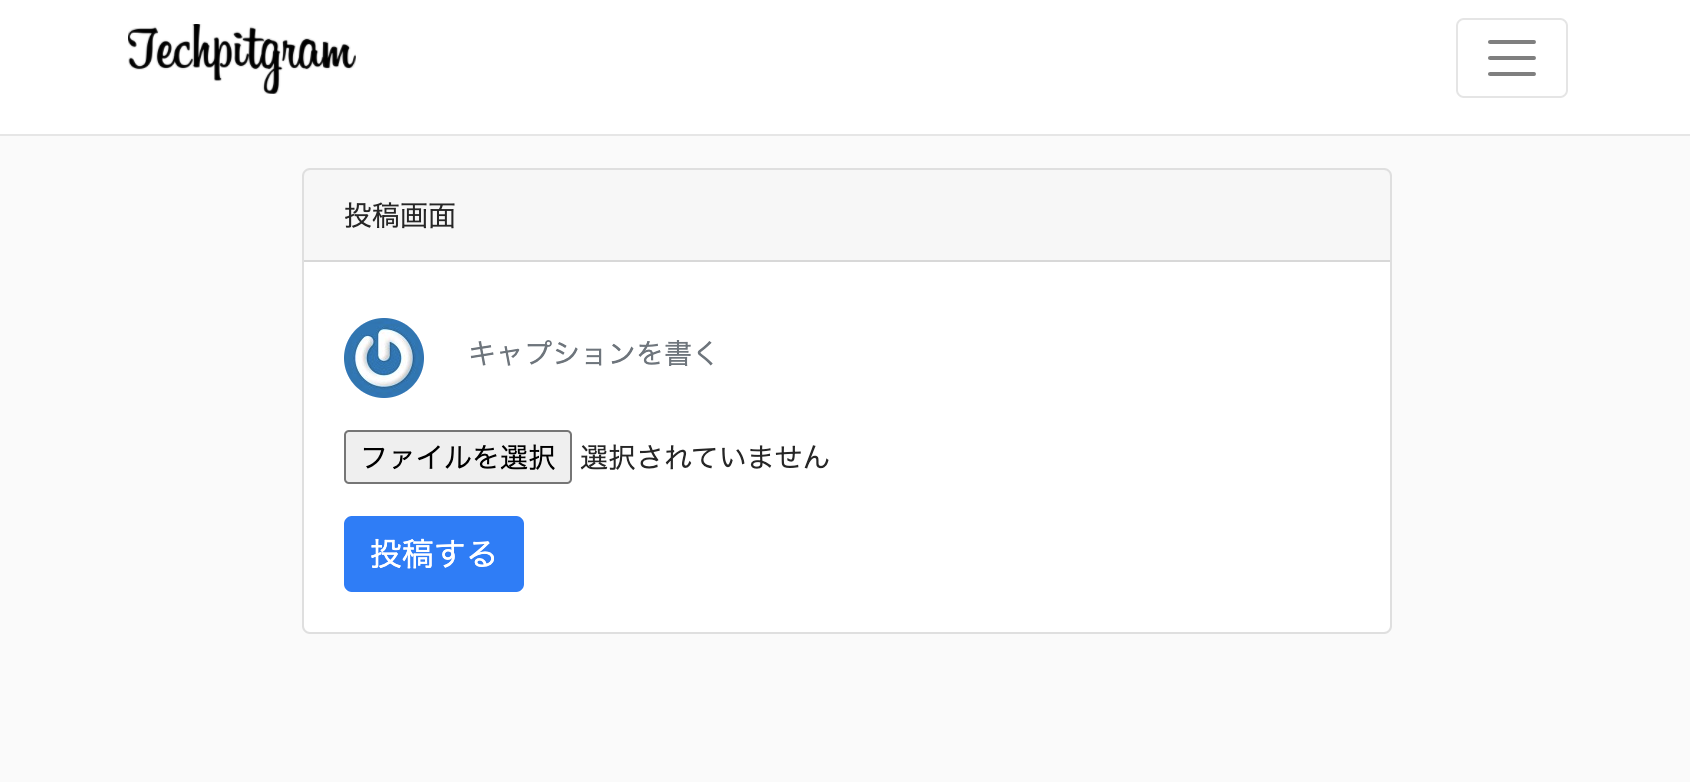 Techpitgram
投稿画面
キャプションを書く
ファイルを選択 選択されていません
投稿する